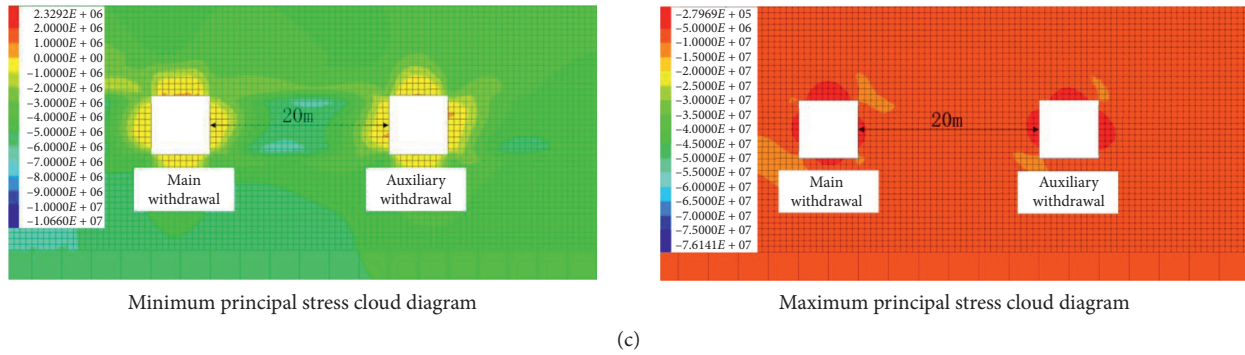 2.3292E + 06
2.0000E + 06
1.0000E + 06
0.0000E + 00
–1.0000E + 06
–2.0000E + 06
–3.0000E + 06
–4.0000E + 06
–5.0000E + 06
–6.0000E + 06
–7.0000E + 06
–8.0000E + 06
–9.0000E + 06
–1.0000E + 07
–1.0660E + 07
20m
Main
withdrawal
Auxiliary
withdrawal
Minimum principal stress cloud diagram
–2.7969E + 05
–5.0000E + 06
–1.0000E + 07
–1.5000E + 07
–2.0000E + 07
–2.5000E + 07
–3.0000E + 07
–3.5000E + 07
–4.0000E + 07
–4.5000E + 07
–5.0000E + 07
–5.5000E + 07
–6.0000E + 07
–6.5000E + 07
–7.0000E + 07
–7.5000E + 07
–7.6141E + 07
20m
Main
withdrawal
Auxiliary
withdrawal
Maximum principal stress cloud diagram
(c)